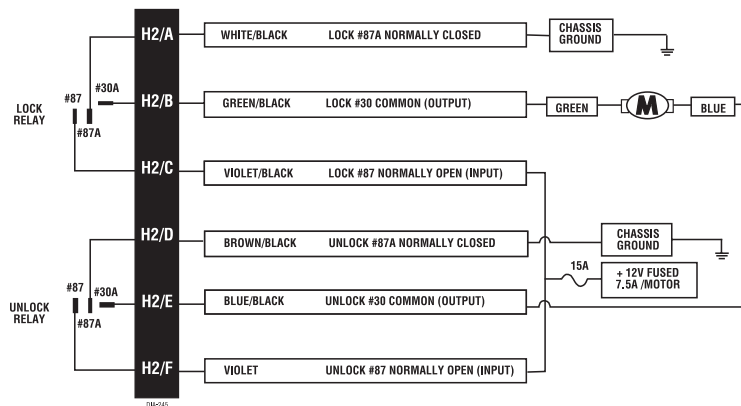 H2/A WHITE/BLACK LOCK #87A NORMALLY CLOSED CHASSIS GROUND
#87 #30A
LOCK RELAY
#87A
H2/B GREEN/BLACK LOCK #30 COMMON (OUTPUT) GREEN M BLUE
H2/C VIOLET/BLACK LOCK #87 NORMALLY OPEN (INPUT)
H2/D BROWN/BLACK UNLOCK #87A NORMALLY CLOSED CHASSIS GROUND
15A + 12V FUSED 7.5A /MOTOR
#87 #30A
UNLOCK RELAY
#87A
H2/E BLUE/BLACK UNLOCK #30 COMMON (OUTPUT)
H2/F VIOLET UNLOCK #87 NORMALLY OPEN (INPUT)
DIA-245